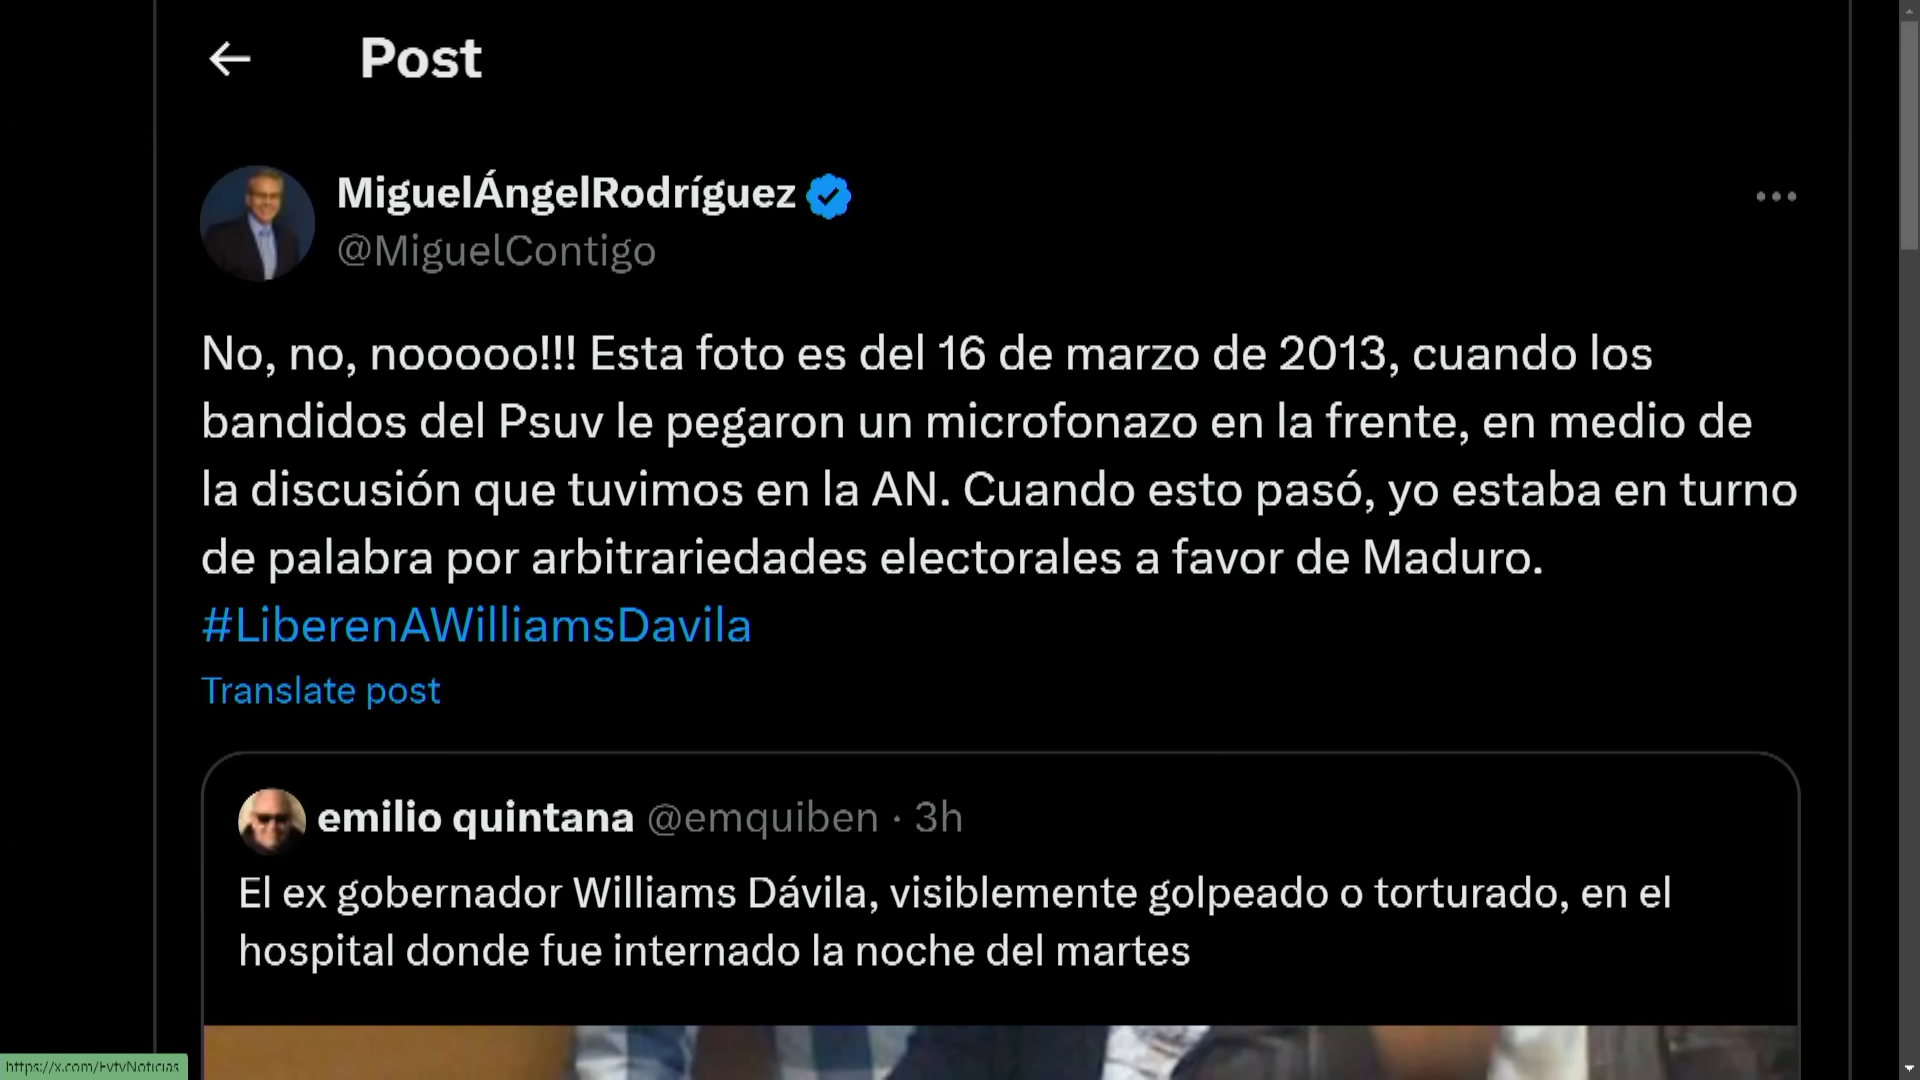 Post
MiguelÁngelRodríguez
@MiguelContigo
No, no, nooooo!!! Esta foto es del 16 de marzo de 2013, cuando los
bandidos del Psuv le pegaron un microfonazo en la frente, en medio de
la discusión que tuvimos en la AN. Cuando esto pasó, yo estaba en turno
de palabra por arbitrariedades electorales a favor de Maduro.
#LiberenAWilliamsDavila
Translate post
emilio quintana @emquiben · 3h
El ex gobernador Williams Dávila, visiblemente golpeado o torturado, en el
hospital donde fue internado la noche del martes
https://x.com/EvtvNoticias